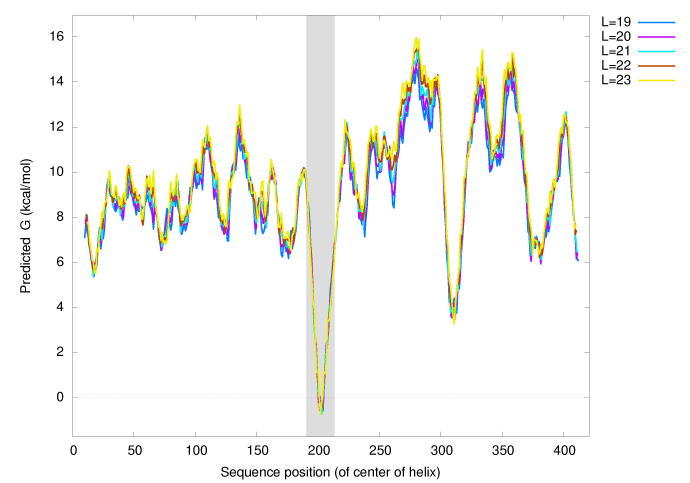 L=19
L=20
L=21
L=22
L=23
16
14
12
10
8
6
4
2
0
Predicted G (kcal/mol)
0 50 100 150 200 250 300 350 400
Sequence position (of center of helix)